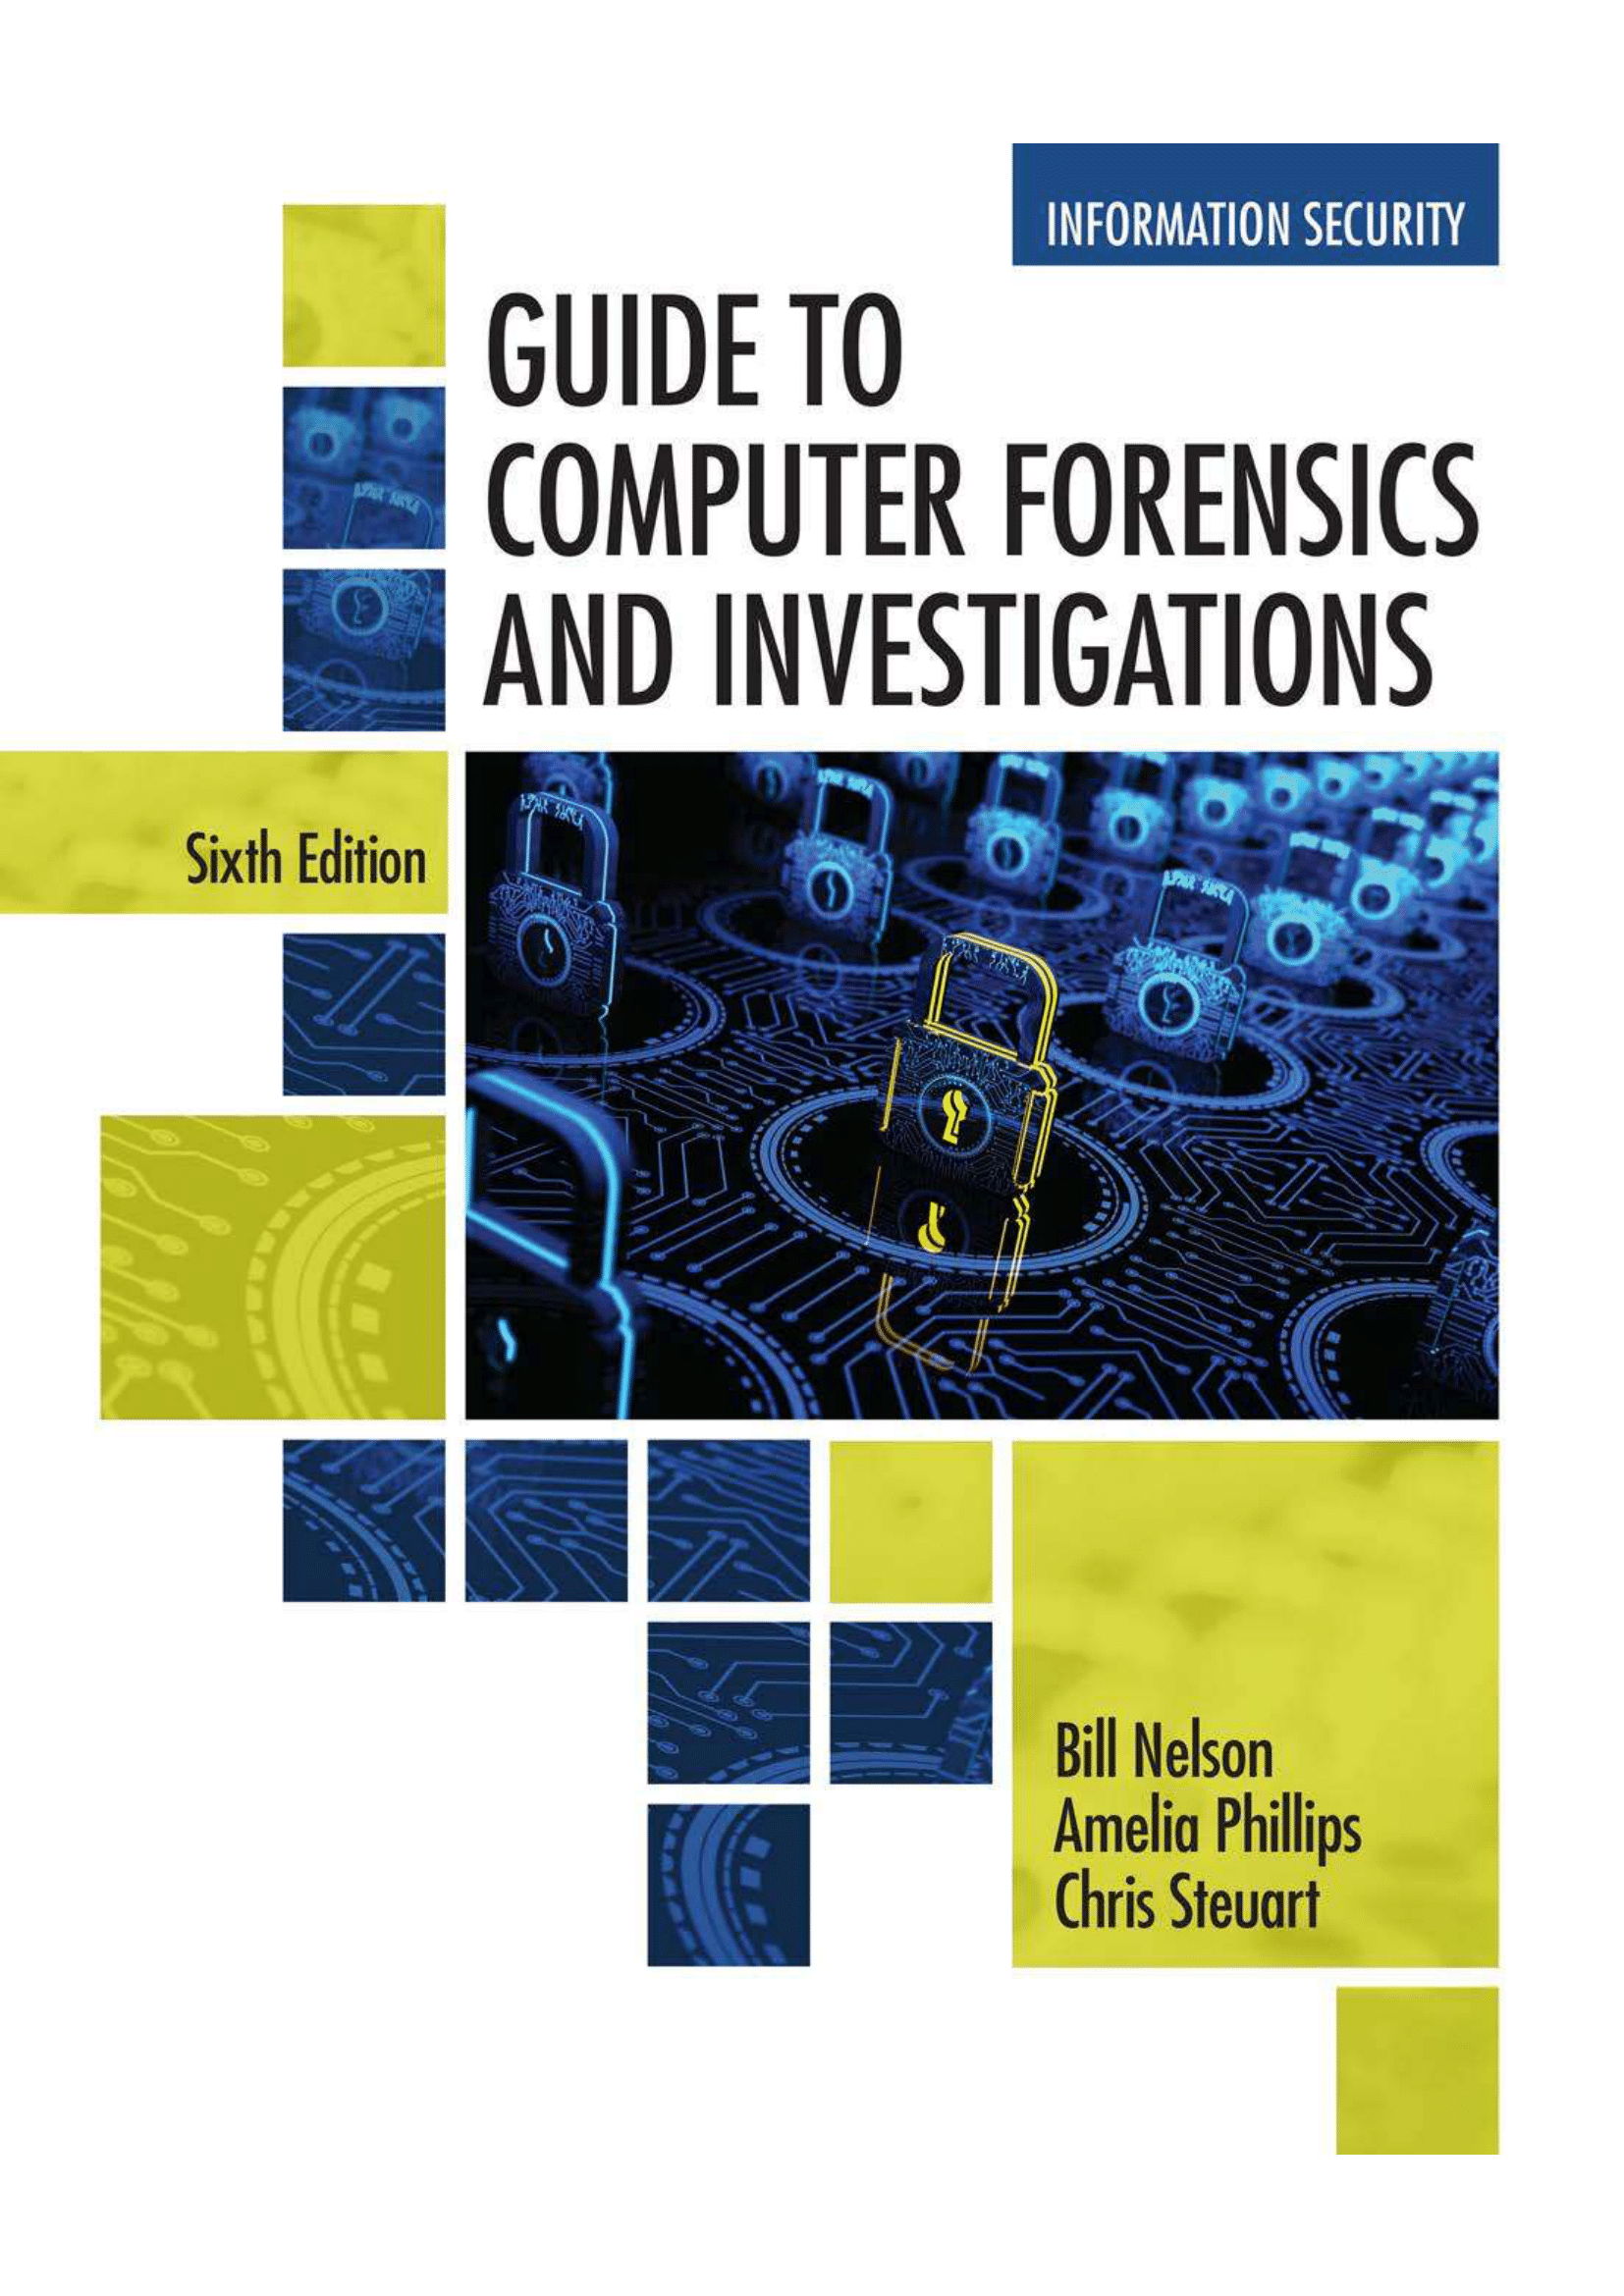 INFORMATION SECURITY
GUIDE TO
COMPUTER FORENSICS
AND INVESTIGATIONS
Sixth Edition
Bill Nelson
Amelia Phillips
Chris Steuart